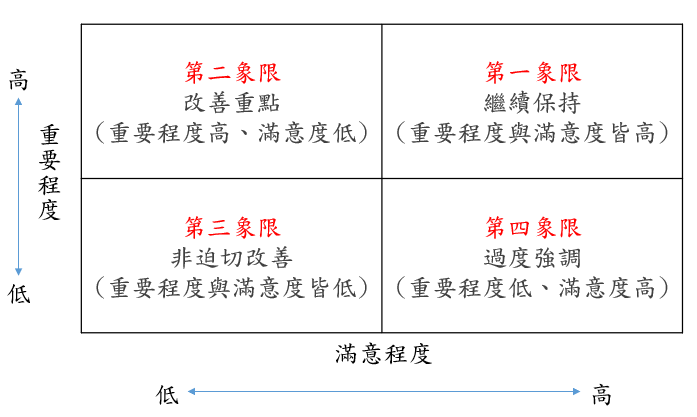 高
重要程度
低
第二象限
改善重點
（重要程度高、滿意度低）
第一象限
繼續保持
（重要程度與滿意度皆高）
第三象限
非迫切改善
（重要程度與滿意度皆低）
第四象限
過度強調
（重要程度低、滿意度高）
滿意程度
低
高